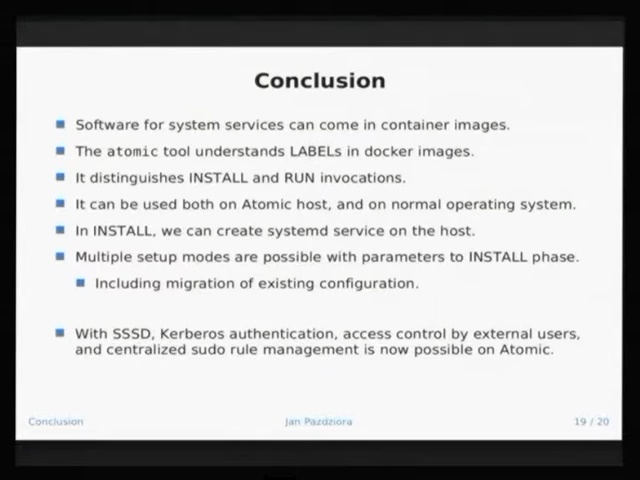 Conclusion
Software for system services can come in container images.
The atomic tool understands LABELs in docker images.
It distinguishes INSTALL and RUN invocations.
It can be used both on Atomic host, and on normal operating system.
In INSTALL, we can create systemd service on the host.
Multiple setup modes are possible with parameters to INSTALL phase.
Including migration of existing configuration.
With SSSD, Kerberos authentication, access control by external users,
and centralized sudo rule management is now possible on Atomic.
Conclusion Jan Pazdziora 19 / 20